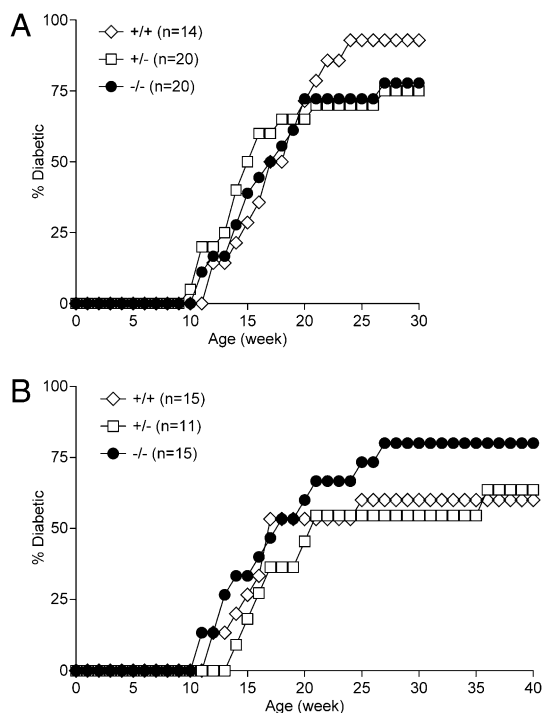 A
100
75
50
25
0
% Diabetic
+/+ (n=14)
+/- (n=20)
-/- (n=20)
0 5 10 15 20 25 30
Age (week)
B
100
75
50
25
0
% Diabetic
+/+ (n=15)
+/- (n=11)
-/- (n=15)
0 5 10 15 20 25 30 35 40
Age (week)